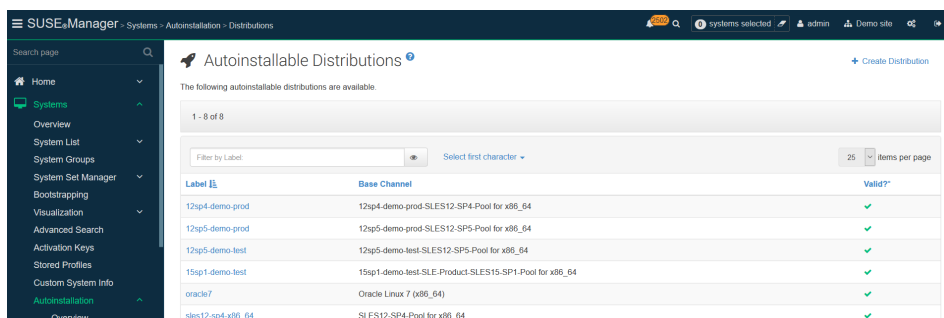 SUSE®Manager > Systems > Autoinstallation > Distributions 2502 0 systems selected admin Demo site
Search page
Home
Systems
Overview
System List
System Groups
System Set Manager
Bootstrapping
Visualization
Advanced Search
Activation Keys
Stored Profiles
Custom System Info
Autoinstallation
Overview
Autoinstallable Distributions ?
+ Create Distribution
The following autoinstallable distributions are available.
1 - 8 of 8
Filter by Label: Select first character 25 items per page
Label Base Channel Valid?*
12sp4-demo-prod 12sp4-demo-prod-SLES12-SP4-Pool for x86_64
12sp5-demo-prod 12sp5-demo-prod-SLES12-SP5-Pool for x86_64
12sp5-demo-test 12sp5-demo-test-SLES12-SP5-Pool for x86_64
15sp1-demo-test 15sp1-demo-test-SLE-Product-SLES15-SP1-Pool for x86_64
oracle7 Oracle Linux 7 (x86_64)
sles12-sp4-x86_64 SLES12-SP4-Pool for x86_64